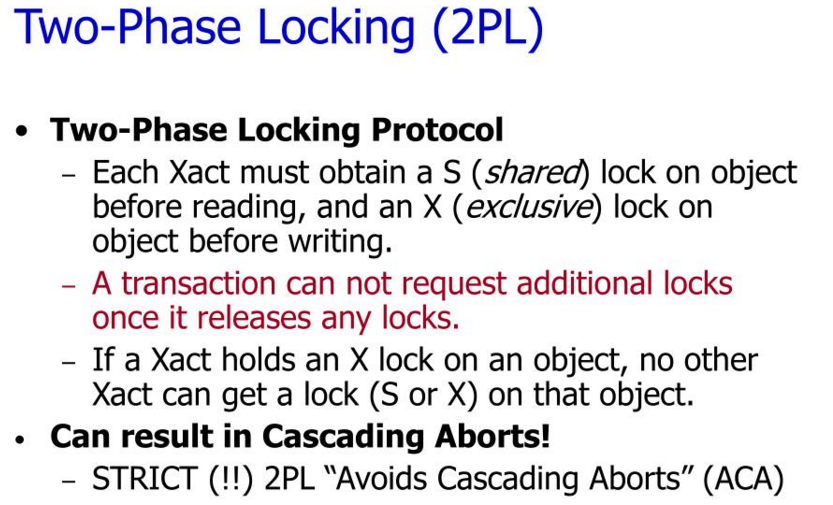 Two-Phase Locking (2PL)
• Two-Phase Locking Protocol
– Each Xact must obtain a S (shared) lock on object
before reading, and an X (exclusive) lock on
object before writing.
– A transaction can not request additional locks
once it releases any locks.
– If a Xact holds an X lock on an object, no other
Xact can get a lock (S or X) on that object.
• Can result in Cascading Aborts!
– STRICT (!!) 2PL “Avoids Cascading Aborts” (ACA)